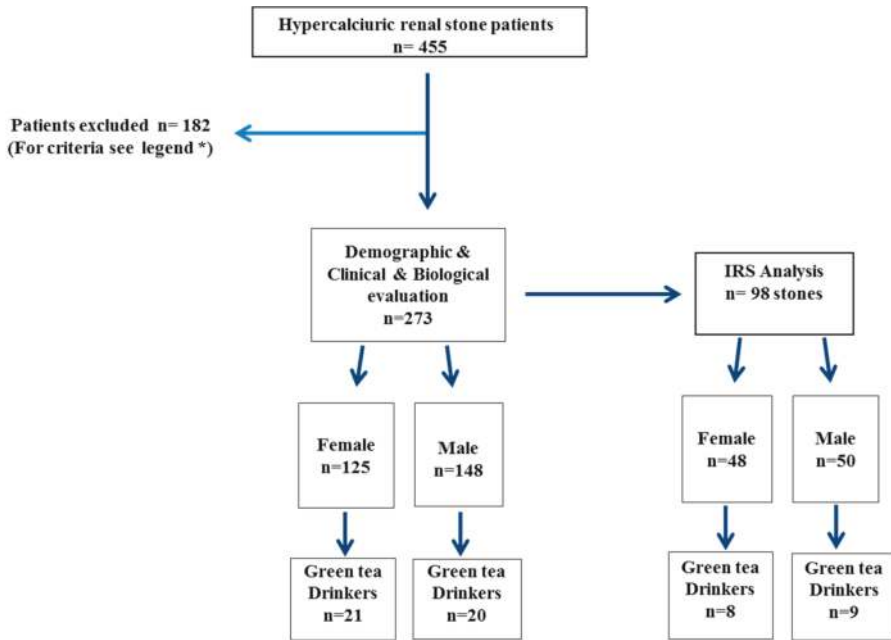 Hypercalciuric renal stone patients
n= 455
Patients excluded n= 182
(For criteria see legend *)
Demographic &
Clinical & Biological
evaluation
n=273
IRS Analysis
n= 98 stones
Female
n=125
Male
n=148
Female
n=48
Male
n=50
Green tea
Drinkers
n=21
Green tea
Drinkers
n=20
Green tea
Drinkers
n=8
Green tea
Drinkers
n=9